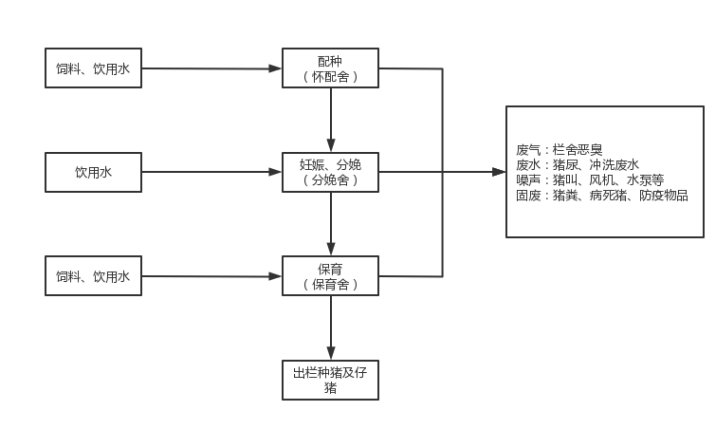 饲料、饮用水
配种
（怀配舍）
饮用水
妊娠、分娩
（分娩舍）
废气：栏舍恶臭
废水：猪尿、冲洗废水
噪声：猪叫、风机、水泵等
固废：猪粪、病死猪、防疫物品
饲料、饮用水
保育
（保育舍）
出栏种猪及仔
猪